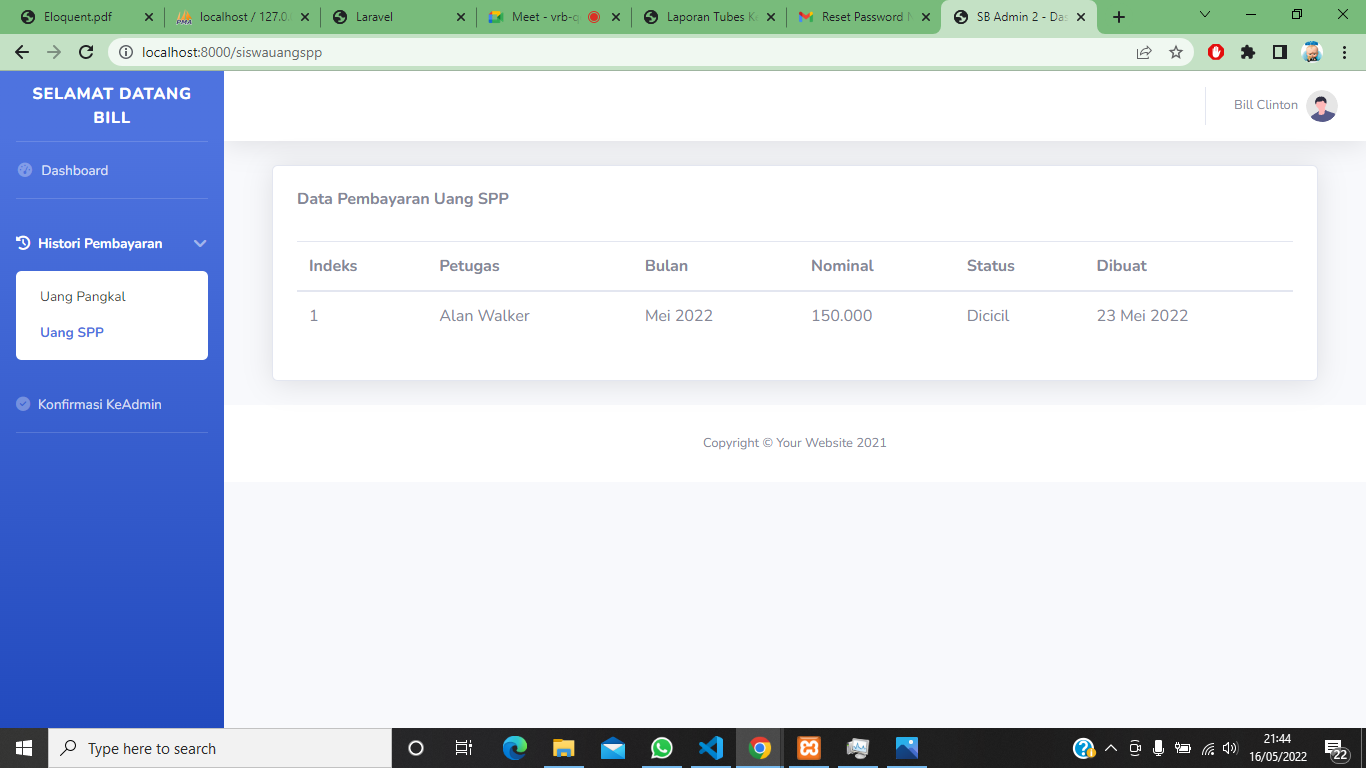 Eloquent.pdf
localhost / 127.0.
Laravel
Meet - vrb-q
Laporan Tubes K
Reset Password N
SB Admin 2 - Das
localhost:8000/siswauangspp
SELAMAT DATANG
BILL
Bill Clinton
Dashboard
Histori Pembayaran
Uang Pangkal
Uang SPP
Konfirmasi KeAdmin
Data Pembayaran Uang SPP
Indeks Petugas Bulan Nominal Status Dibuat
1 Alan Walker Mei 2022 150.000 Dicicil 23 Mei 2022
Copyright © Your Website 2021
Type here to search
21:44
16/05/2022
22